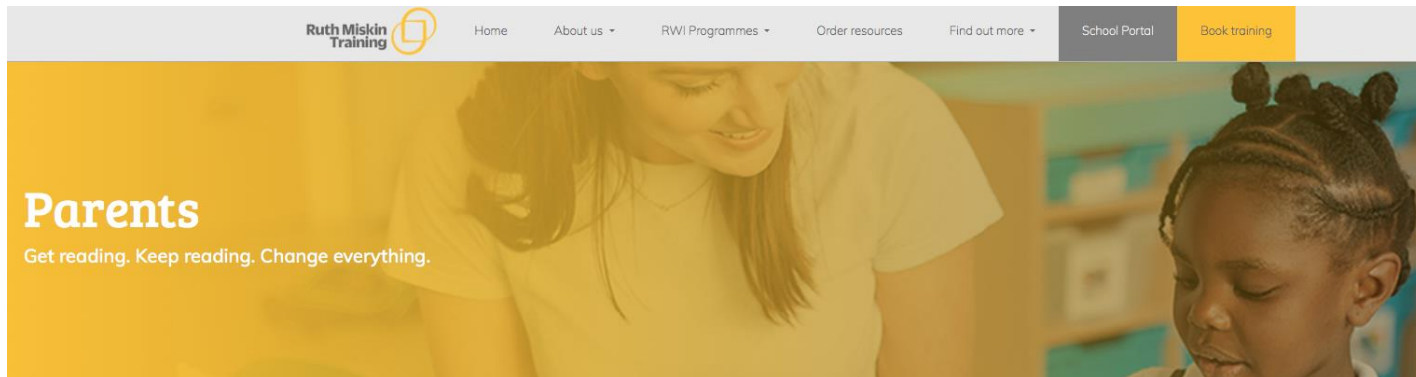 Ruth Miskin
Training
Home
About us
RWI Programmes
Order resources
Find out more
School Portal
Book training
Parents
Get reading. Keep reading. Change everything.